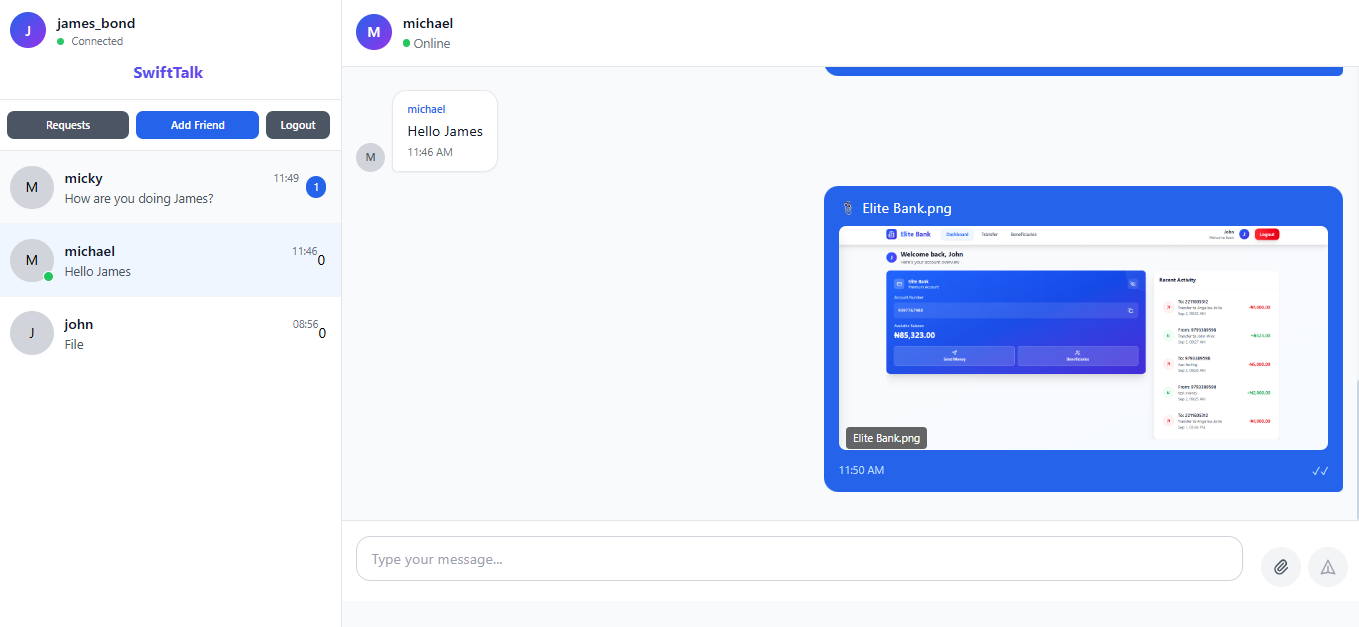 J
james_bond
Connected
SwiftTalk
Requests
Add Friend
Logout
M
micky
11:49
How are you doing James?
1
M
michael
11:46
Hello James
0
J
john
08:56
File
0
M
michael
Online
michael
Hello James
11:46 AM
M
Elite Bank.png
Elite Bank
Dashboard
Transfer
Beneficiaries
John
Welcome back
J
Logout
J
Welcome back, John
Here's your account overview
Elite Bank
Premium Account
Account Number
Available Balance
₦85,323.00
Send Money
Beneficiaries
Recent Activity
Elite Bank.png
11:50 AM
Type your message...